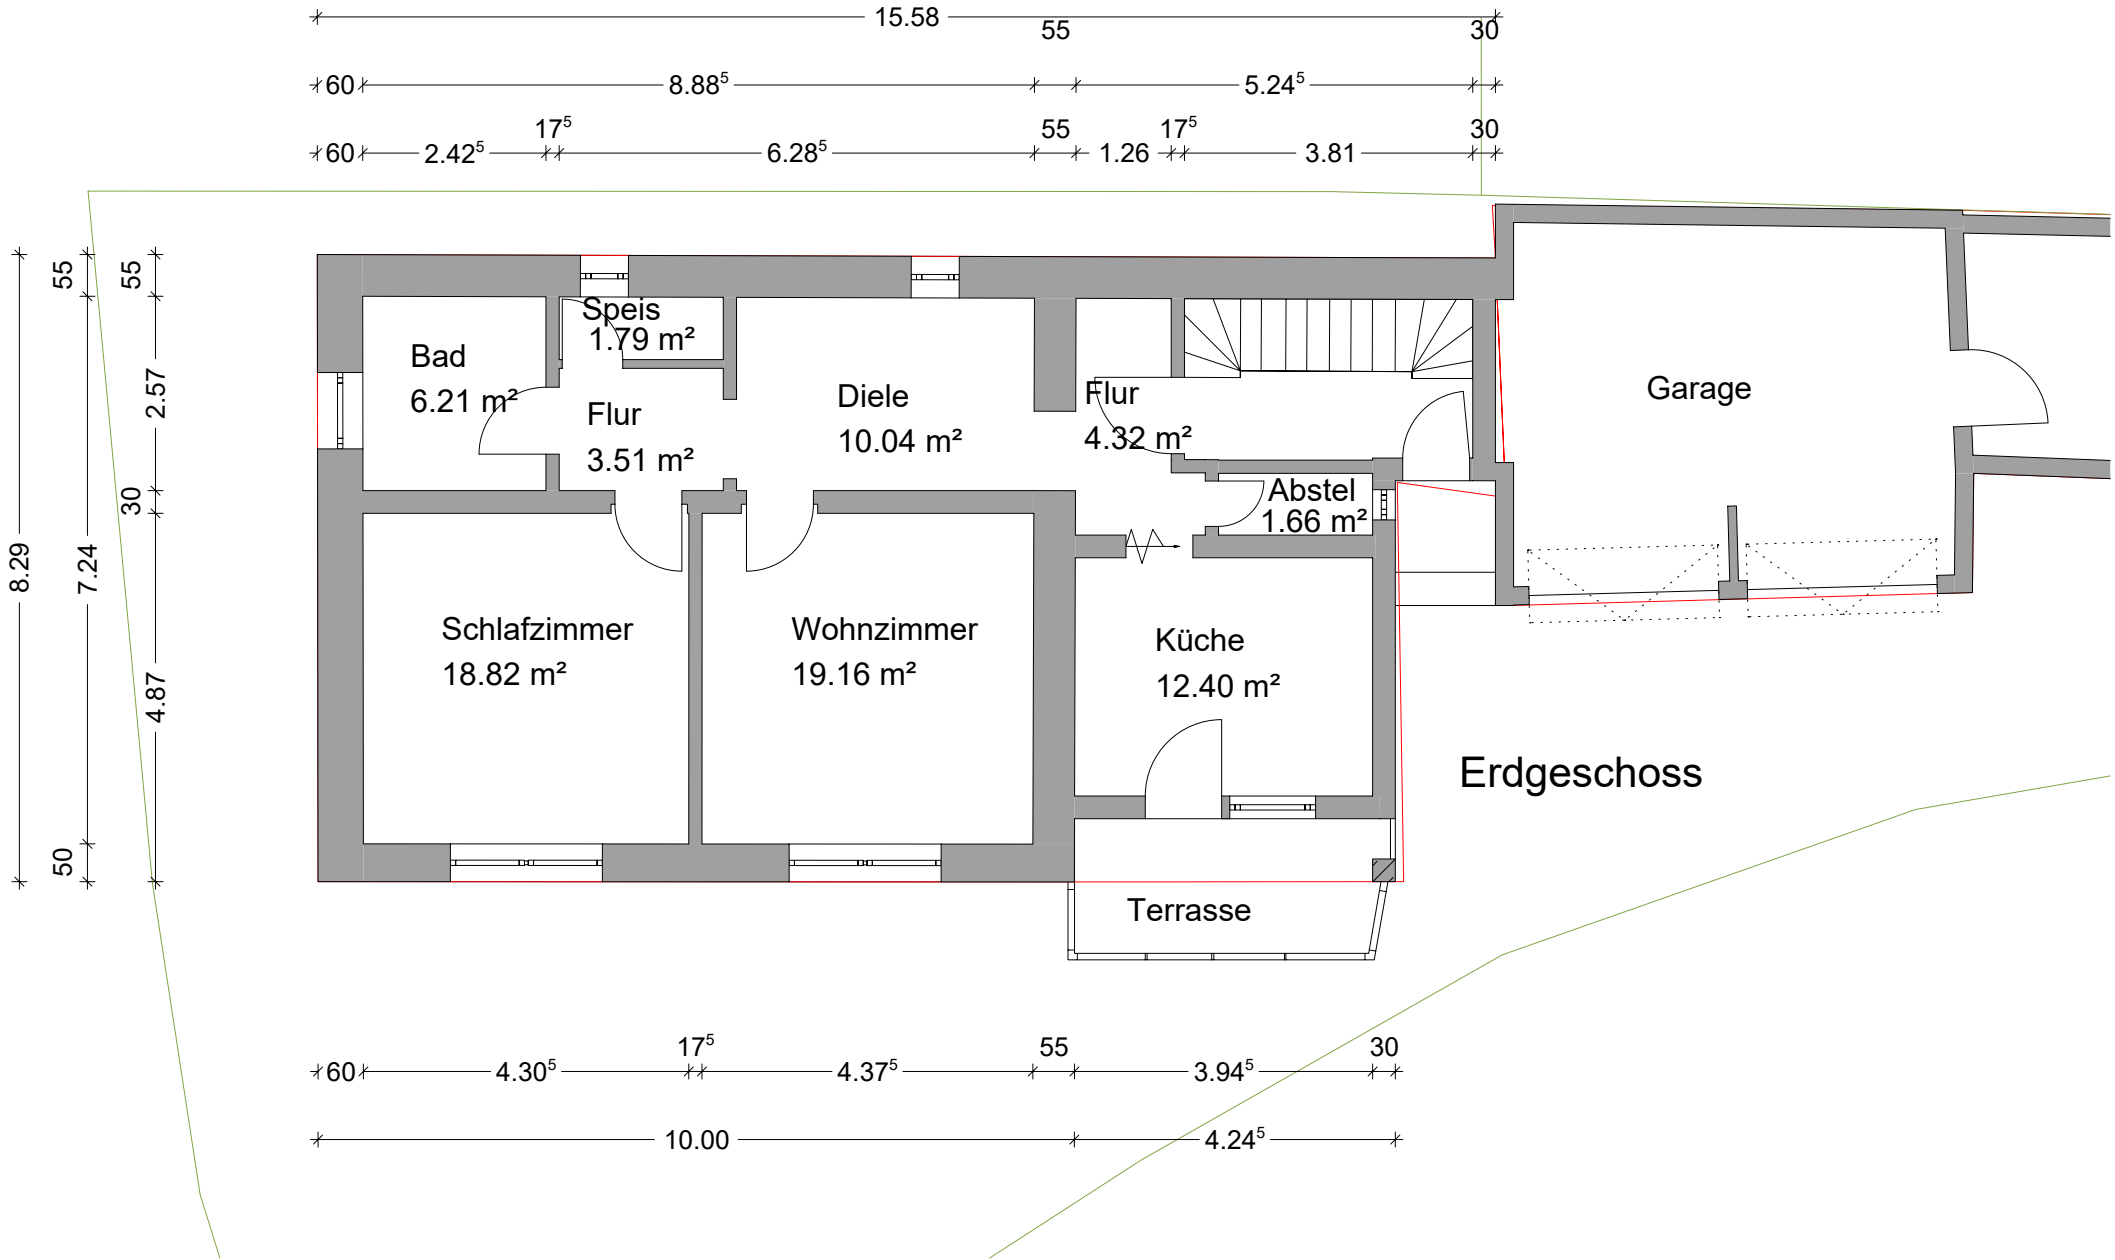 15.58
55
30
60
8.88⁵
5.24⁵
17⁵
55
17⁵
30
60
2.42⁵
6.28⁵
1.26
3.81
8.29
55
7.24
50
55
2.57
30
4.87
Speis
1.79 m²
Bad
6.21 m²
Flur
3.51 m²
Diele
10.04 m²
Flur
4.32 m²
Garage
Abstel
1.66 m²
Schlafzimmer
18.82 m²
Wohnzimmer
19.16 m²
Küche
12.40 m²
Erdgeschoss
Terrasse
17⁵
55
30
60
4.30⁵
4.37⁵
3.94⁵
10.00
4.24⁵